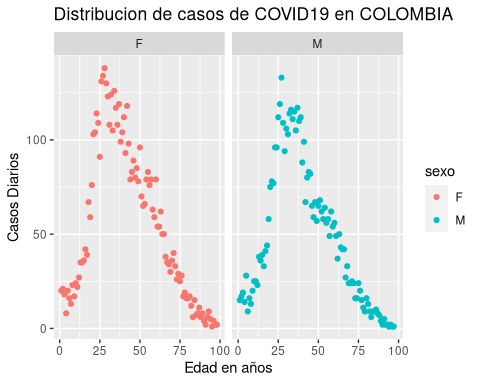 Distribucion de casos de COVID19 en COLOMBIA
F M
100
50
0
Casos Diarios
0 25 50 75 100 0 25 50 75 100
Edad en años
sexo
F
M